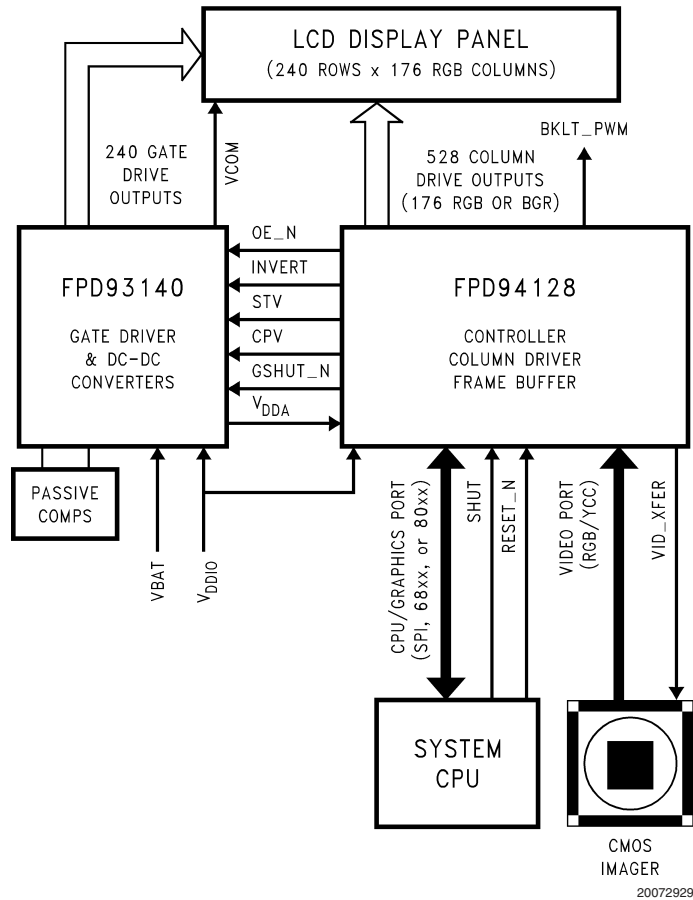 LCD DISPLAY PANEL
(240 ROWS x 176 RGB COLUMNS)
BKLT_PWM
240 GATE
DRIVE
OUTPUTS
VCOM
528 COLUMN
DRIVE OUTPUTS
(176 RGB OR BGR)
OE_N
INVERT
STV
CPV
GSHUT_N
VDDA
FPD93140
GATE DRIVER
& DC-DC
CONVERTERS
FPD94128
CONTROLLER
COLUMN DRIVER
FRAME BUFFER
PASSIVE
COMPS
VBAT
VDDIO
CPU/GRAPHICS PORT
(SPI, 68xx, or 80xx)
SHUT
RESET_N
VIDEO PORT
(RGB/YCC)
VID_XFER
SYSTEM
CPU
CMOS
IMAGER
20072929